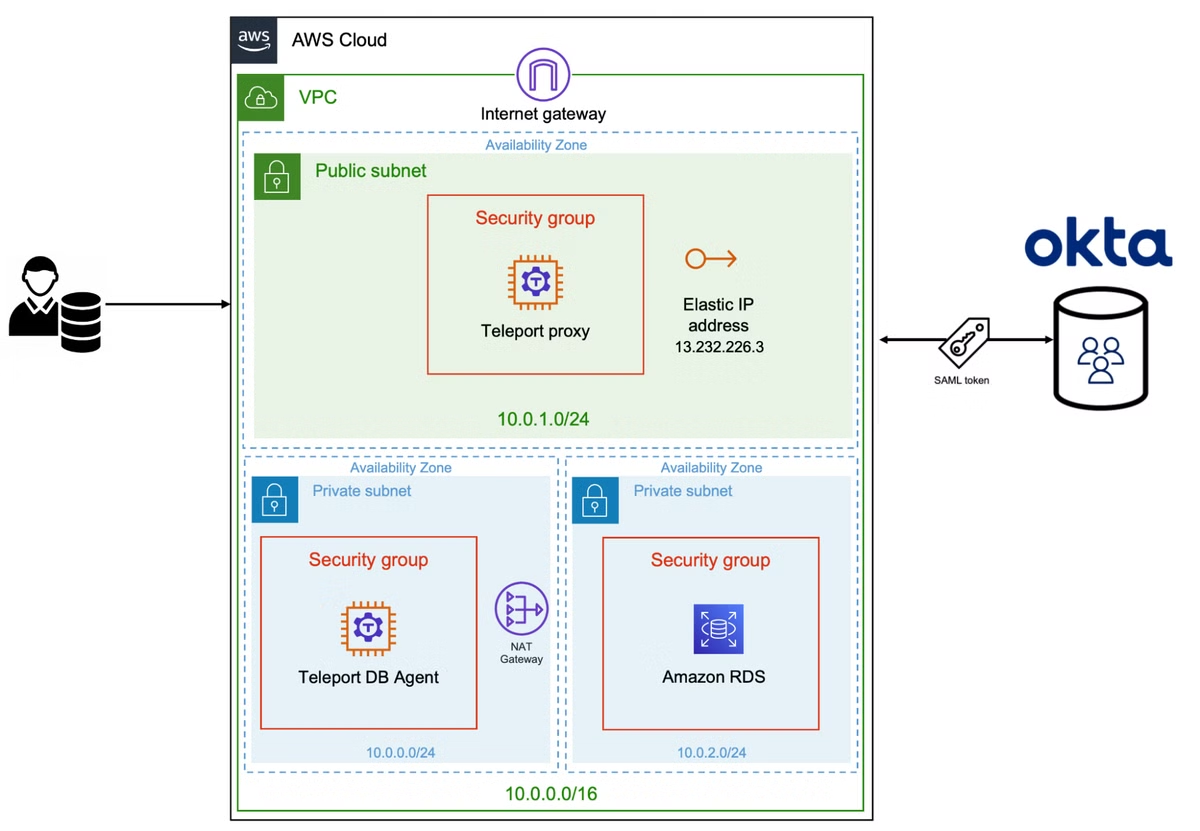 aws
AWS Cloud
Internet gateway
VPC
Availability Zone
Public subnet
Security group
Teleport proxy
Elastic IP
address
13.232.226.3
10.0.1.0/24
Availability Zone
Private subnet
Security group
Teleport DB Agent
NAT
Gateway
10.0.0.0/24
Availability Zone
Private subnet
Security group
Amazon RDS
10.0.2.0/24
10.0.0.0/16
okta
SAML token